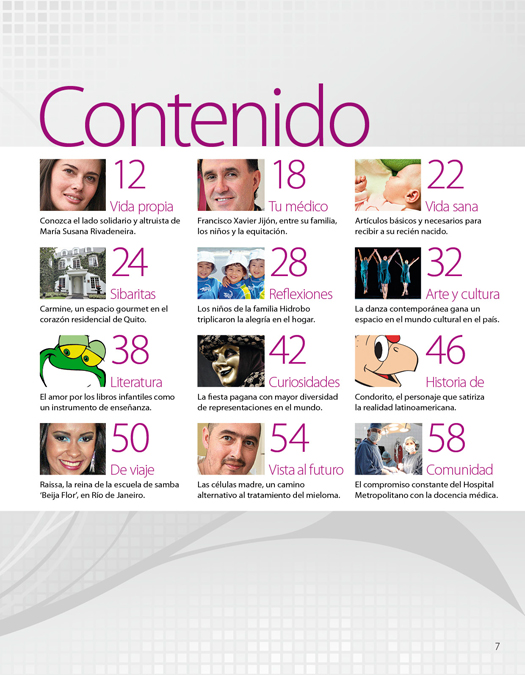 Contenido
12
Vida propia
Conozca el lado solidario y altruista de
María Susana Rivadeneira.
18
Tu médico
Francisco Xavier Jijón, entre su familia,
los niños y la equitación.
22
Vida sana
Artículos básicos y necesarios para
recibir a su recién nacido.
24
Sibaritas
Carmine, un espacio gourmet en el
corazón residencial de Quito.
28
Reflexiones
Los niños de la familia Hidrobo
triplicaron la alegría en el hogar.
32
Arte y cultura
La danza contemporánea gana un
espacio en el mundo cultural en el país.
38
Literatura
El amor por los libros infantiles como
un instrumento de enseñanza.
42
Curiosidades
La fiesta pagana con mayor diversidad
de representaciones en el mundo.
46
Historia de
Condorito, el personaje que satiriza
la realidad latinoamericana.
50
De viaje
Raissa, la reina de la escuela de samba
‘Beija Flor’, en Río de Janeiro.
54
Vista al futuro
Las células madre, un camino
alternativo al tratamiento del mieloma.
58
Comunidad
El compromiso constante del Hospital
Metropolitano con la docencia médica.
7